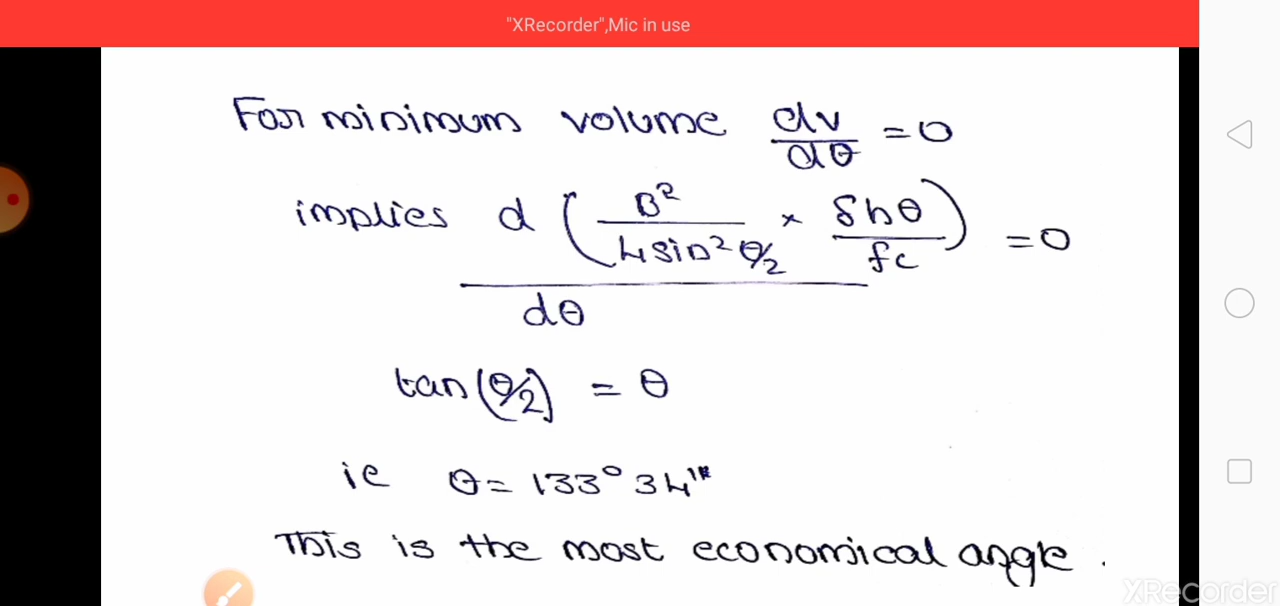 "XRecorder",Mic in use
For minimum volume dv/dθ = 0
implies d (B²/4sin²θ/2 × δhθ/fc) / dθ = 0
tan(θ/2) = θ
ie θ = 133° 34'
This is the most economical angle.
XRecorder